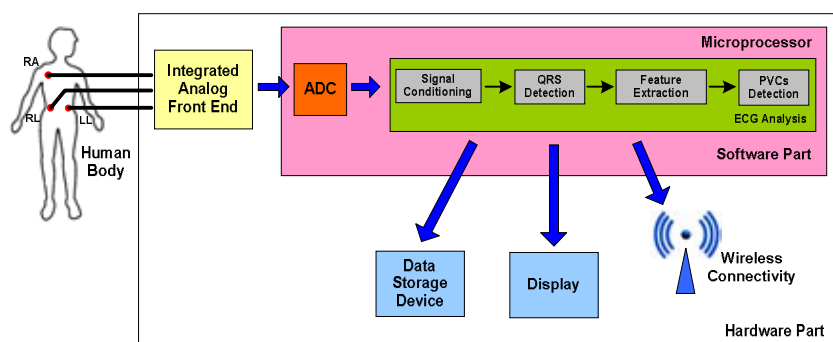 RA
RL
LL
Human
Body
Integrated
Analog
Front End
ADC
Microprocessor
Signal
Conditioning
QRS
Detection
Feature
Extraction
PVCs
Detection
ECG Analysis
Software Part
Data
Storage
Device
Display
Wireless
Connectivity
Hardware Part